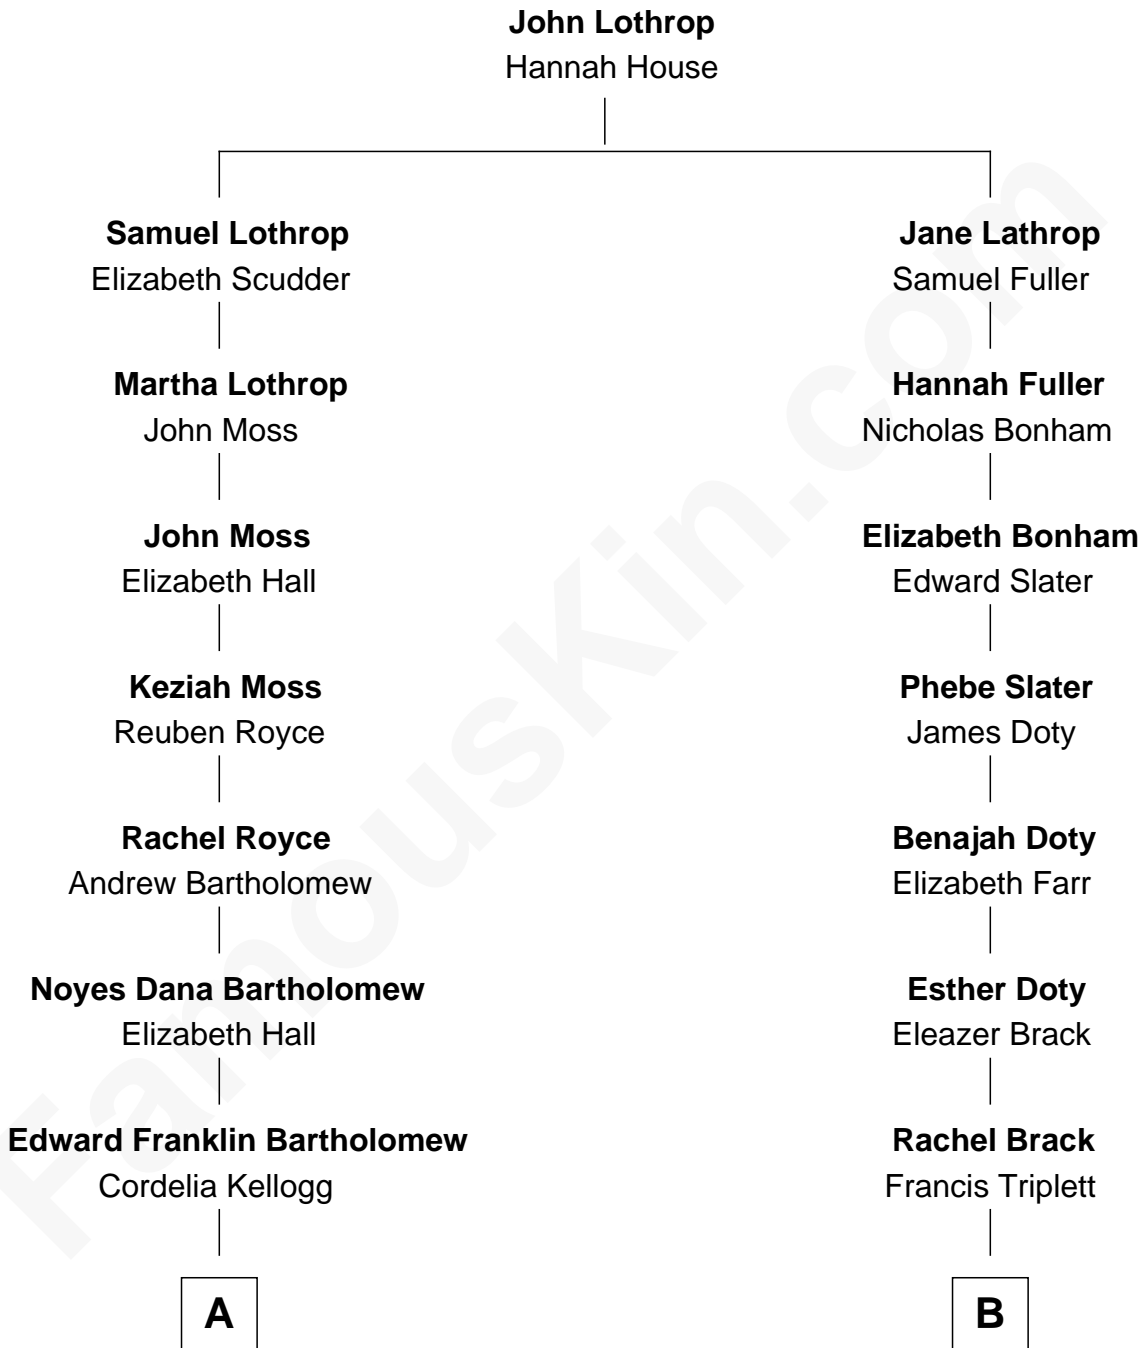 John Lothrop
Hannah House
Samuel Lothrop
Elizabeth Scudder
Jane Lathrop
Samuel Fuller
Martha Lothrop
John Moss
Hannah Fuller
Nicholas Bonham
John Moss
Elizabeth Hall
Elizabeth Bonham
Edward Slater
Keziah Moss
Reuben Royce
Phebe Slater
James Doty
Rachel Royce
Andrew Bartholomew
Benajah Doty
Elizabeth Farr
Noyes Dana Bartholomew
Elizabeth Hall
Esther Doty
Eleazer Brack
Edward Franklin Bartholomew
Cordelia Kellogg
Rachel Brack
Francis Triplett
A
B
FamousKin.com